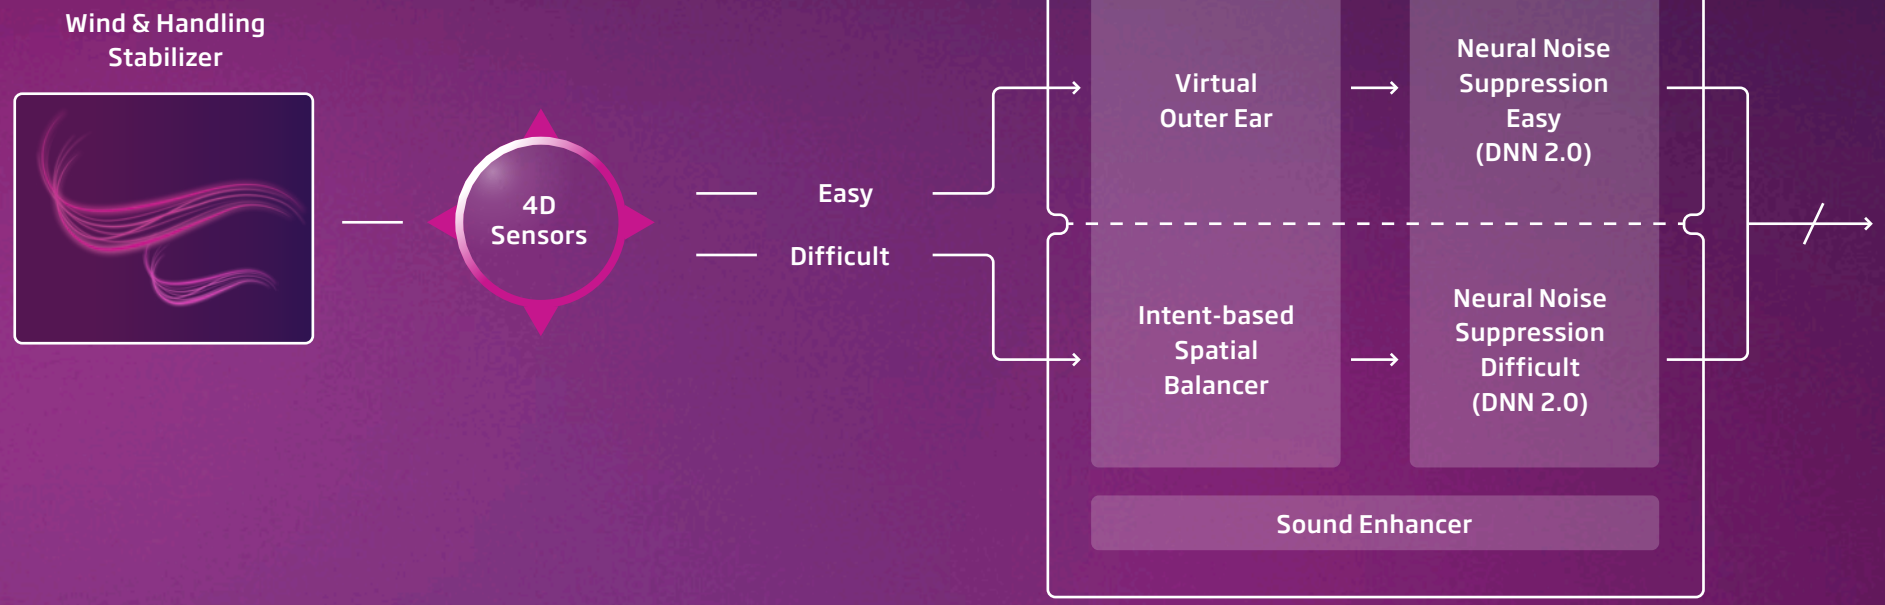 Wind & Handling
Stabilizer
4D
Sensors
Easy
Difficult
Virtual
Outer Ear
Neural Noise
Suppression
Easy
(DNN 2.0)
Intent-based
Spatial
Balancer
Neural Noise
Suppression
Difficult
(DNN 2.0)
Sound Enhancer